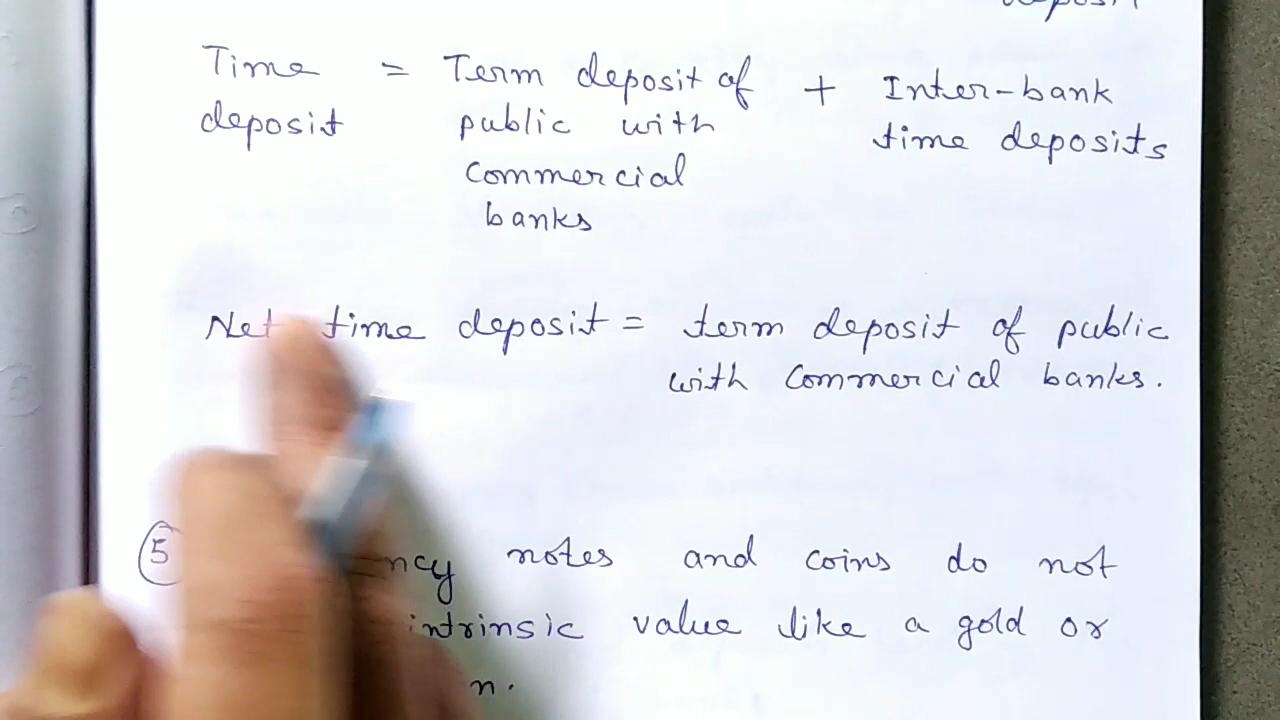 deposit
Time = Term deposit of + Inter-bank
deposit public with time deposits
commercial
banks
Net time deposit = term deposit of public
with commercial banks.
5 notes and coins do not
intrinsic value like a gold or